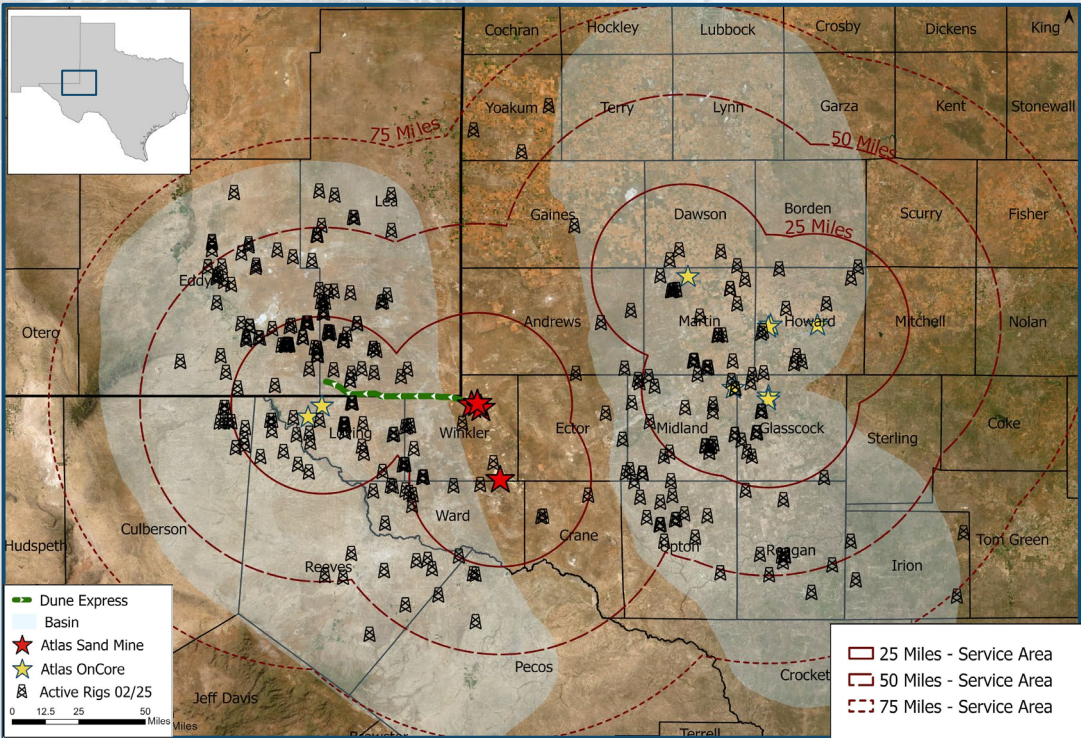 Cochran
Hockley
Lubbock
Crosby
Dickens
King
Yoakum
Terry
Lynn
Garza
Kent
Stonewall
75 Miles
50 Miles
Lea
Gaines
Dawson
Borden
Scurry
Fisher
25 Miles
Eddy
Otero
Andrews
Martin
Howard
Mitchell
Nolan
Loving
Winkler
Ector
Midland
Glasscock
Sterling
Coke
Culberson
Ward
Crane
Hudspeth
Reeves
Upton
Reagan
Irion
Tom Green
Pecos
Crocket
Jeff Davis
Brewster
Terrell
Dune Express
Basin
Atlas Sand Mine
Atlas OnCore
Active Rigs 02/25
0 12.5 25 50 Miles
Miles
25 Miles - Service Area
50 Miles - Service Area
75 Miles - Service Area